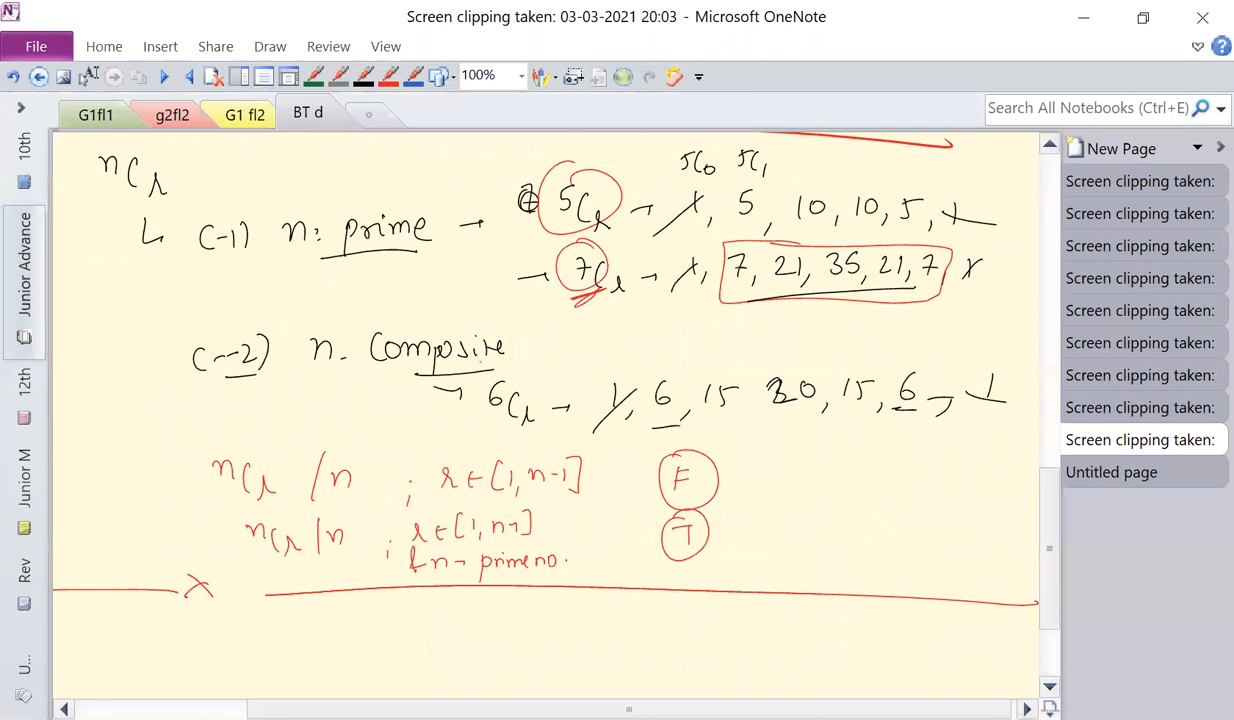 Screen clipping taken: 03-03-2021 20:03 - Microsoft OneNote
File Home Insert Share Draw Review View
100%
G1fl1 g2fl2 G1 fl2 BT d
Search All Notebooks (Ctrl+E)
10th
Junior Advance
12th
Junior M
Rev
U...
nCr
5C0 5C1
C-1) n: prime → 5Cr → 1, 5, 10, 10, 5, 1
→ 7Cr → 1, 7, 21, 35, 21, 7
C-2) n. Composite
→ 6Cr → 1, 6, 15 20, 15, 6, 1
nCr / n ; r ∈ [1, n-1] F
nCr / n ; r ∈ [1, n-1] T
& n → prime no.
New Page
Screen clipping taken:
Screen clipping taken:
Screen clipping taken:
Screen clipping taken:
Screen clipping taken:
Screen clipping taken:
Screen clipping taken:
Screen clipping taken:
Screen clipping taken:
Untitled page